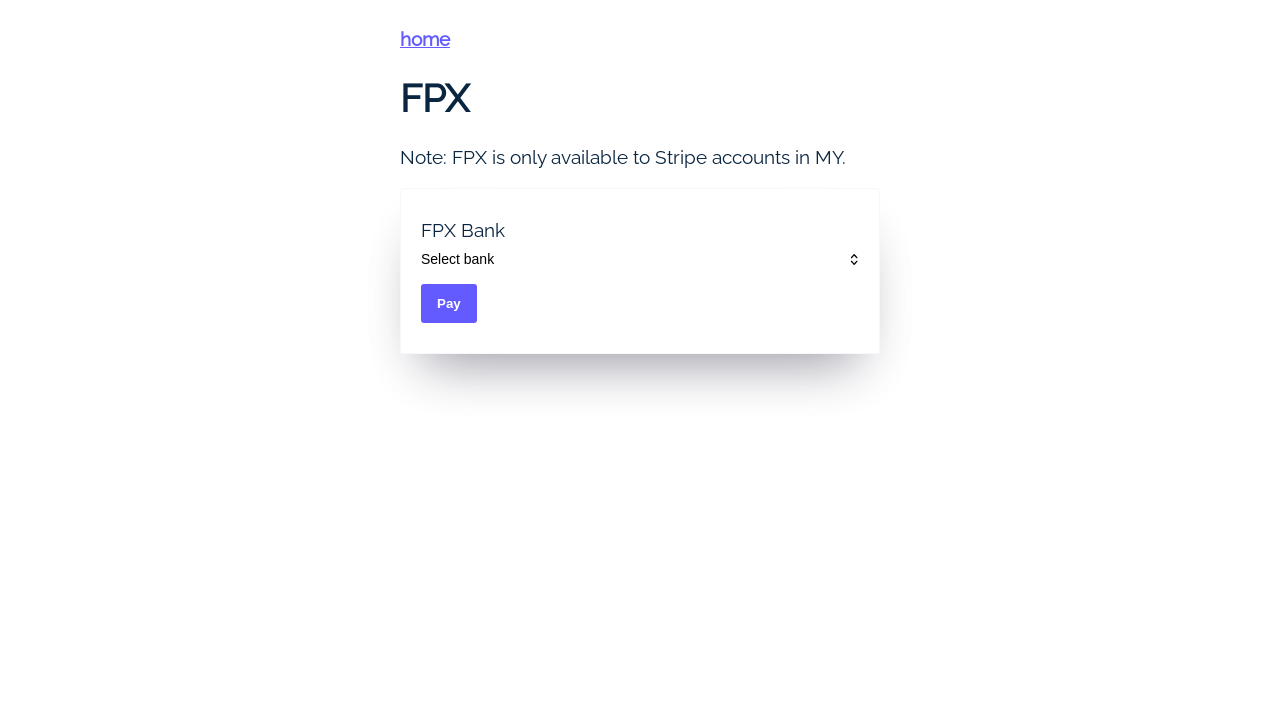 home
FPX
Note: FPX is only available to Stripe accounts in MY.
FPX Bank
Select bank
Pay